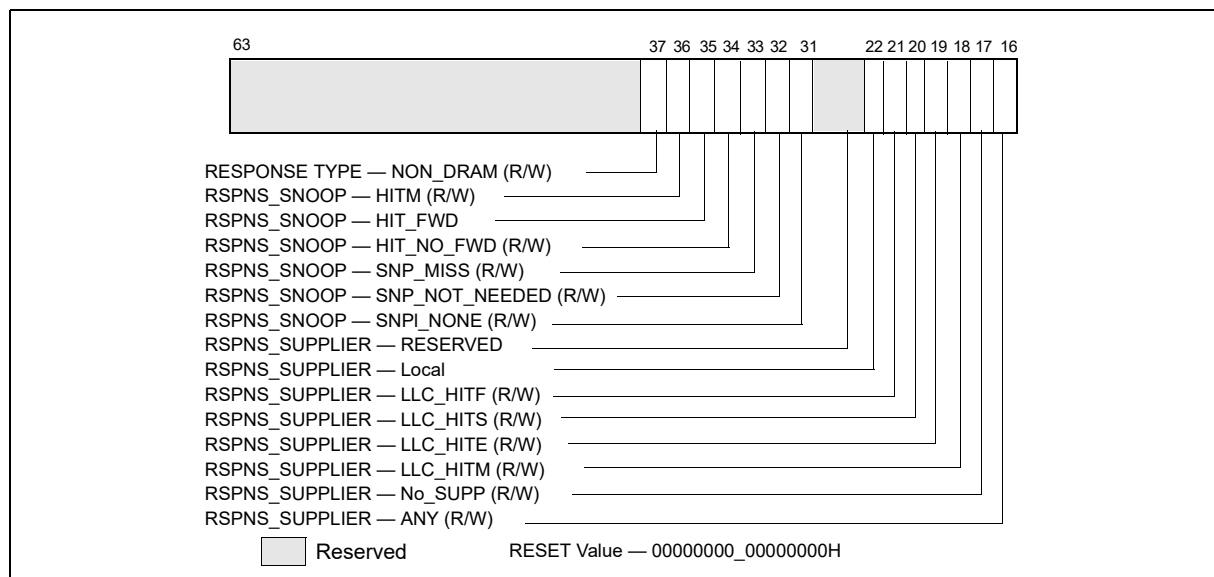 63 37 36 35 34 33 32 31 22 21 20 19 18 17 16
RESPONSE TYPE — NON_DRAM (R/W)
RSPNS_SNOOP — HITM (R/W)
RSPNS_SNOOP — HIT_FWD
RSPNS_SNOOP — HIT_NO_FWD (R/W)
RSPNS_SNOOP — SNP_MISS (R/W)
RSPNS_SNOOP — SNP_NOT_NEEDED (R/W)
RSPNS_SNOOP — SNPl_NONE (R/W)
RSPNS_SUPPLIER — RESERVED
RSPNS_SUPPLIER — Local
RSPNS_SUPPLIER — LLC_HITF (R/W)
RSPNS_SUPPLIER — LLC_HITS (R/W)
RSPNS_SUPPLIER — LLC_HITE (R/W)
RSPNS_SUPPLIER — LLC_HITM (R/W)
RSPNS_SUPPLIER — No_SUPP (R/W)
RSPNS_SUPPLIER — ANY (R/W)
Reserved RESET Value — 00000000_00000000H